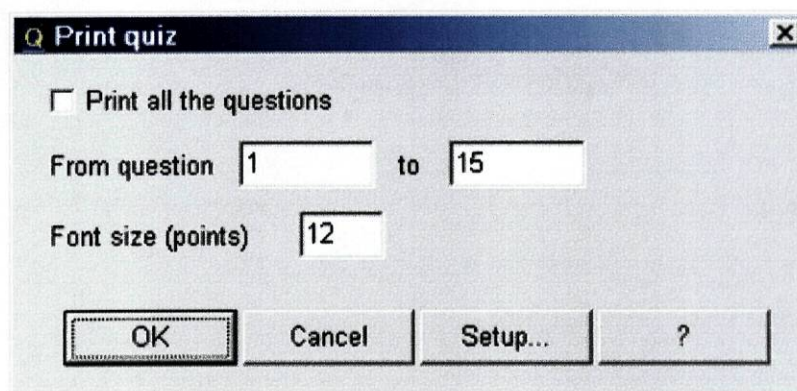 Q Print quiz
Print all the questions
From question 1 to 15
Font size (points) 12
OK Cancel Setup... ?